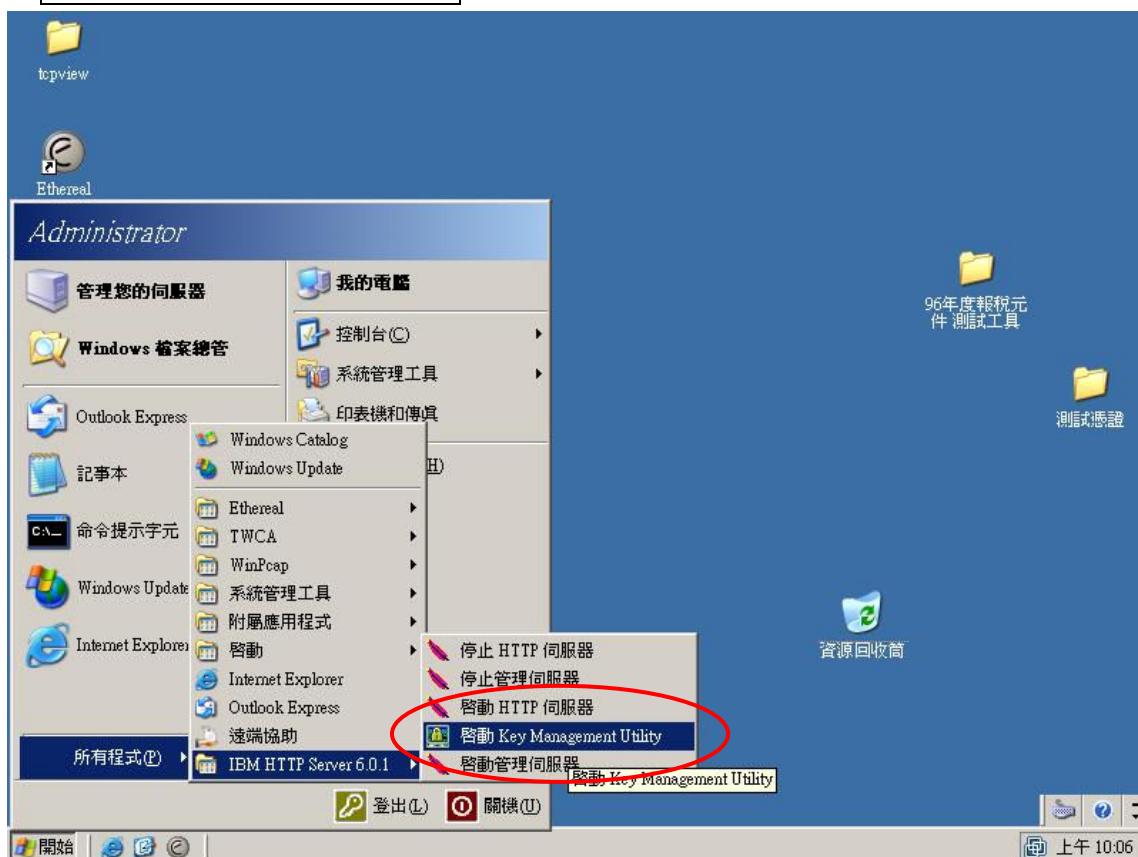 tcpview
Ethereal
96年度報稅元
件 測試工具
測試憑證
資源回收筒
Administrator
管理您的伺服器
Windows 檔案總管
Outlook Express
記事本
命令提示字元
C:\_
Windows Update
Internet Explorer
所有程式(P)
我的電腦
控制台(C)
系統管理工具
印表機和傳真
H)
Windows Catalog
Windows Update
Ethereal
TWCA
WinPcap
系統管理工具
附屬應用程式
啓動
Internet Explorer
Outlook Express
遠端協助
IBM HTTP Server 6.0.1
停止 HTTP 伺服器
停止管理伺服器
啓動 HTTP 伺服器
啓動 Key Management Utility
啓動管理伺服器
啓動 Key Management Utility
登出(L)
關機(U)
開始
上午 10:06